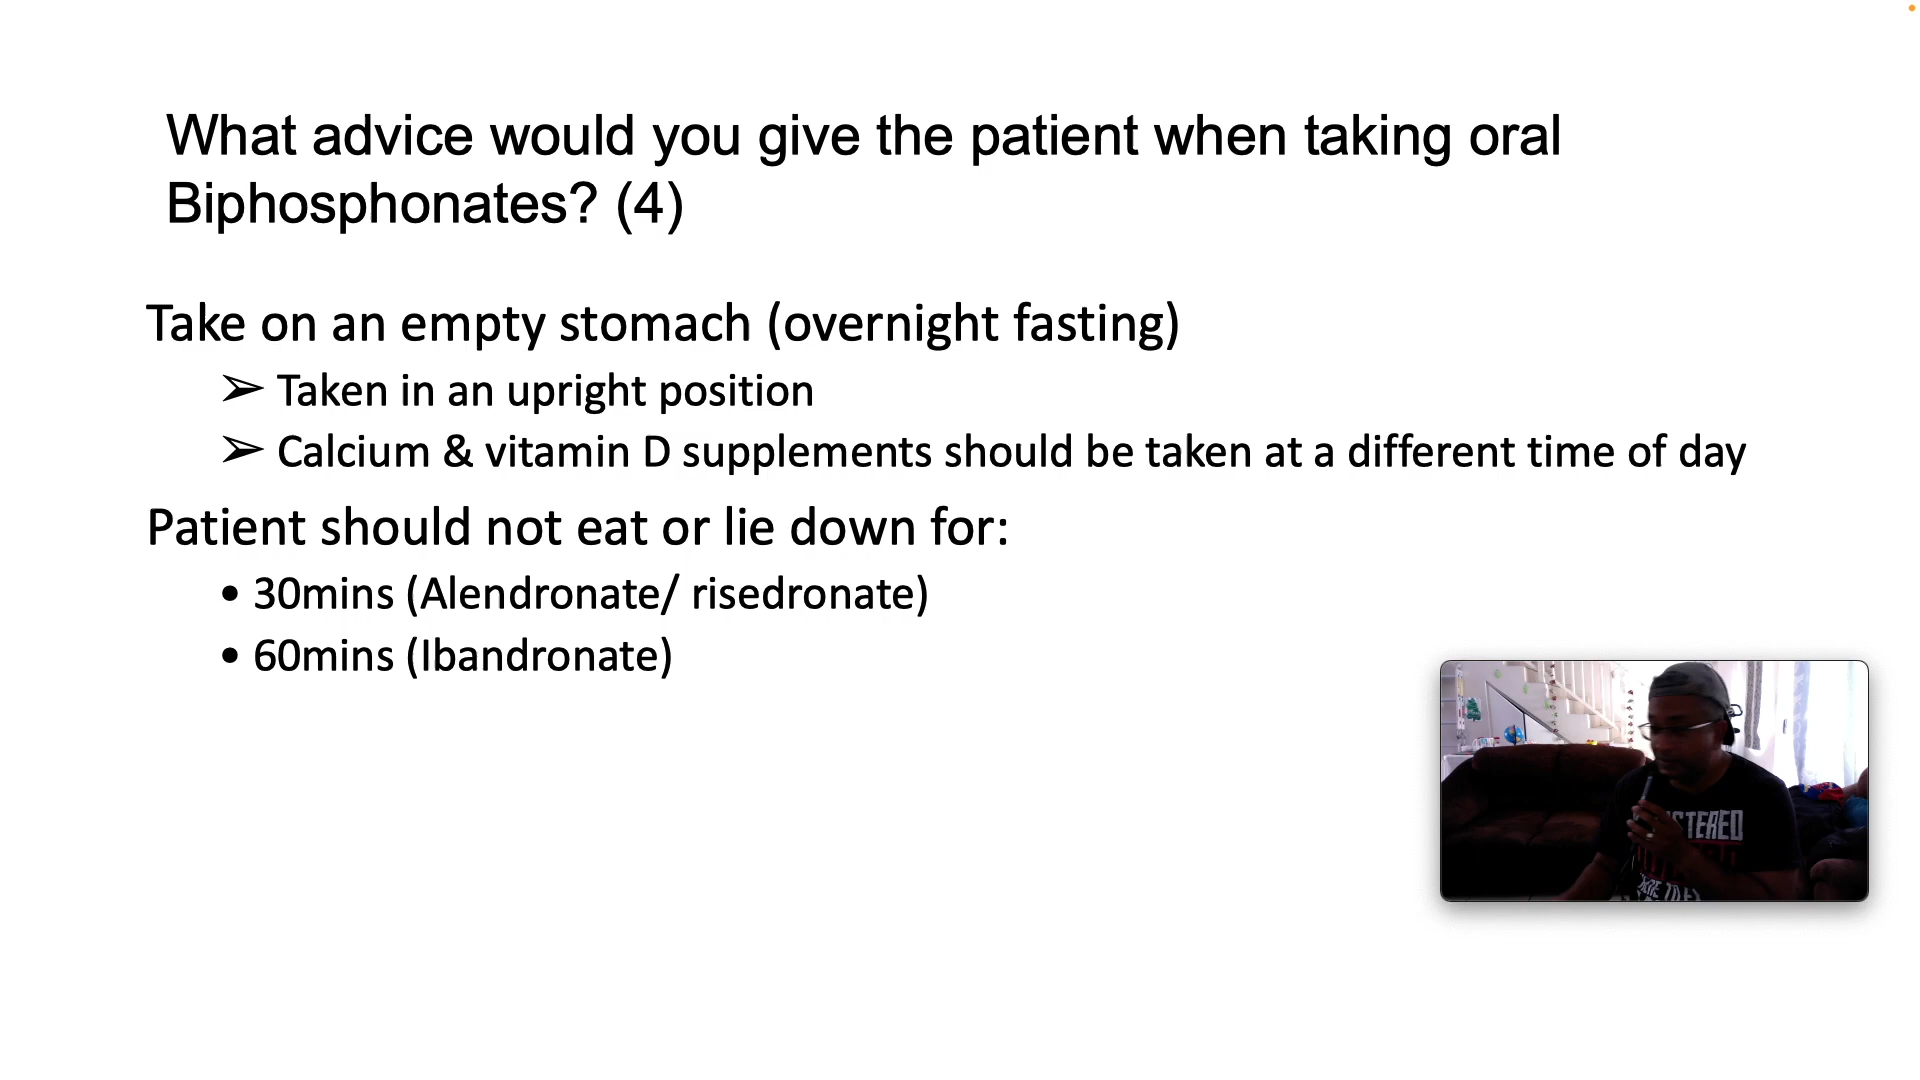 What advice would you give the patient when taking oral
Biphosphonates? (4)
Take on an empty stomach (overnight fasting)
➢ Taken in an upright position
➢ Calcium & vitamin D supplements should be taken at a different time of day
Patient should not eat or lie down for:
• 30mins (Alendronate/ risedronate)
• 60mins (Ibandronate)